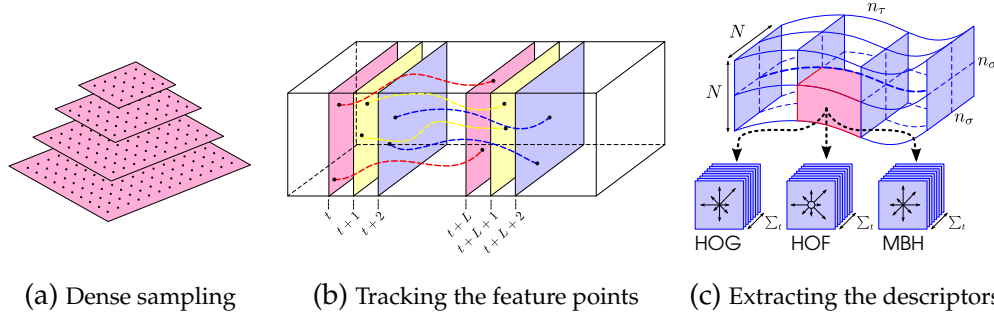 N
N
n_τ
n_σ
n_σ
t
t+1
t+2
t+L
t+L+1
t+L+2
Σ_t
Σ_t
Σ_t
HOG
HOF
MBH
(a) Dense sampling
(b) Tracking the feature points
(c) Extracting the descriptors